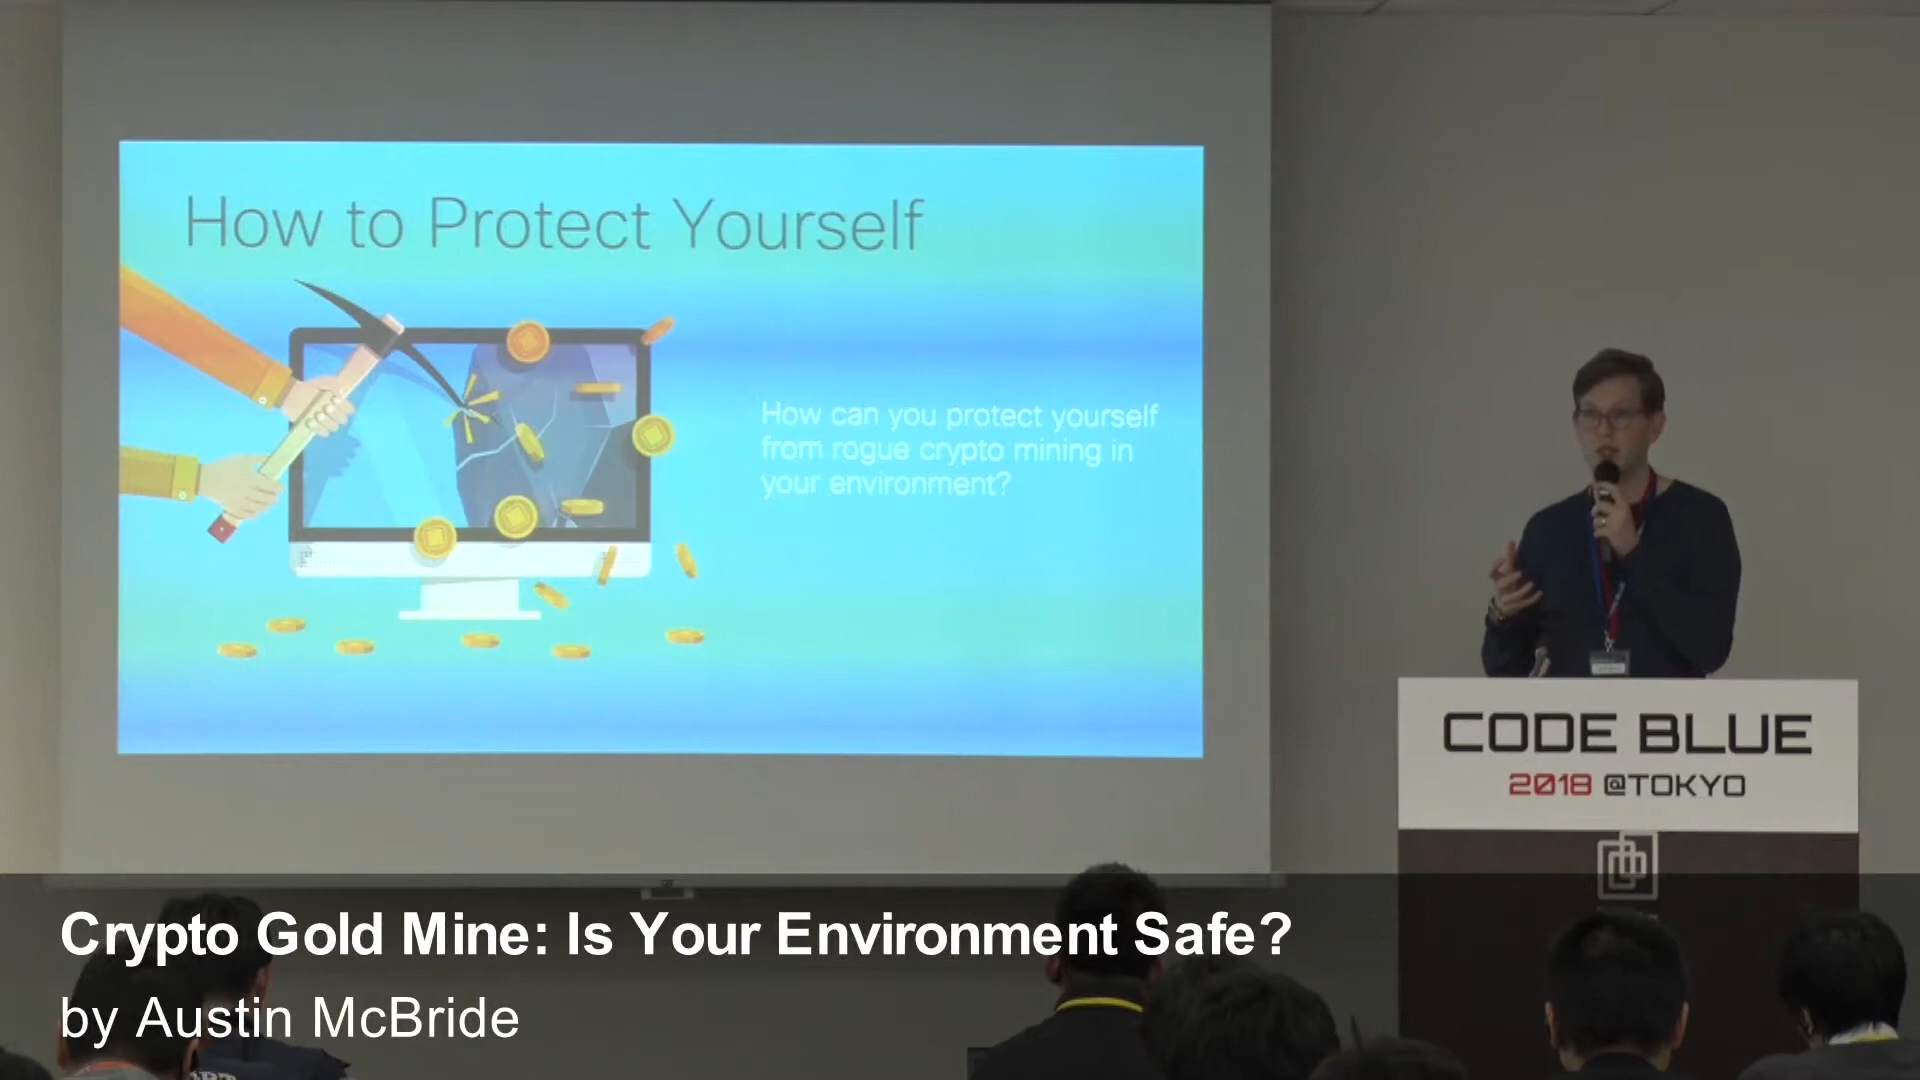 How to Protect Yourself
How can you protect yourself
from rogue crypto mining in
your environment?
CODE BLUE
2018 @TOKYO
Crypto Gold Mine: Is Your Environment Safe?
by Austin McBride